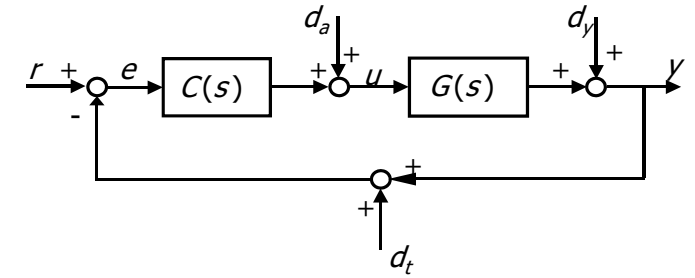 d_a d_y
r + e C(s) + + u G(s) + + y
-
+
+
d_t